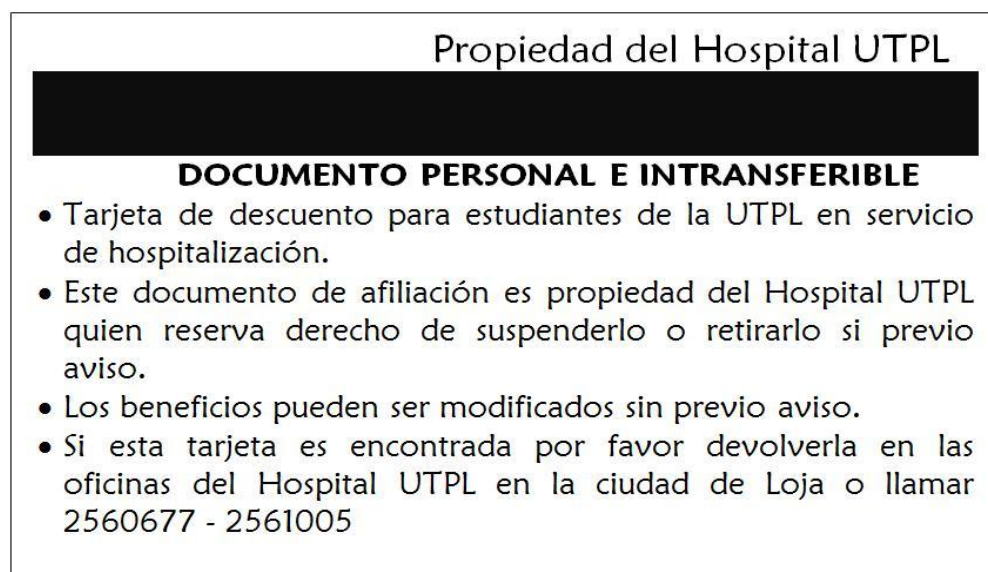 Propiedad del Hospital UTPL
DOCUMENTO PERSONAL E INTRANSFERIBLE
• Tarjeta de descuento para estudiantes de la UTPL en servicio
de hospitalización.
• Este documento de afiliación es propiedad del Hospital UTPL
quien reserva derecho de suspenderlo o retirarlo si previo
aviso.
• Los beneficios pueden ser modificados sin previo aviso.
• Si esta tarjeta es encontrada por favor devolverla en las
oficinas del Hospital UTPL en la ciudad de Loja o llamar
2560677 - 2561005